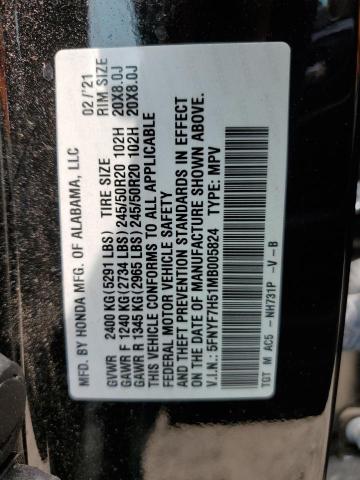 MFD. BY HONDA MFG. OF ALABAMA, LLC 02/'21
TIRE SIZE RIM SIZE
GVWR 2400 KG(5291 LBS)
GAWR F 1240 KG(2734 LBS) 245/50R20 102H 20X8.0J
GAWR R 1345 KG(2965 LBS) 245/50R20 102H 20X8.0J
THIS VEHICLE CONFORMS TO ALL APPLICABLE
FEDERAL MOTOR VEHICLE SAFETY
AND THEFT PREVENTION STANDARDS IN EFFECT
ON THE DATE OF MANUFACTURE SHOWN ABOVE.
V.I.N.: 5FNYF7H51MB005824 TYPE: MPV
TGT M AC5 -NH731P -V -B